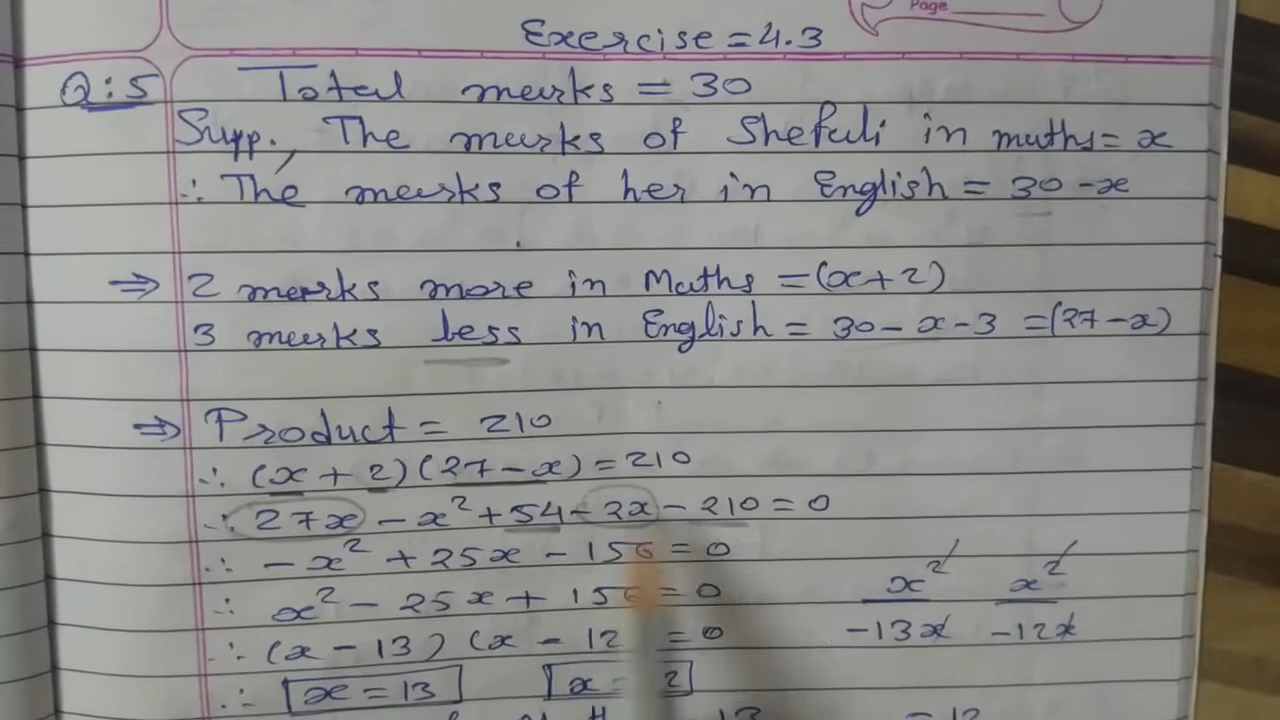 Page
Exercise = 4.3
Q:5 Total marks = 30
Supp., The marks of Shefali in maths = x
∴ The marks of her in English = 30 - x
⇒ 2 marks more in Maths = (x + 2)
3 marks less in English = 30 - x - 3 = (27 - x)
⇒ Product = 210
∴ (x + 2) (27 - x) = 210
∴ 27x - x² + 54 - 2x - 210 = 0
∴ - x² + 25x - 156 = 0
∴ x² - 25x + 156 = 0
x² x²
-13x -12x
∴ (x - 13) (x - 12 = 0
∴ x = 13 x = 2
13 = 12